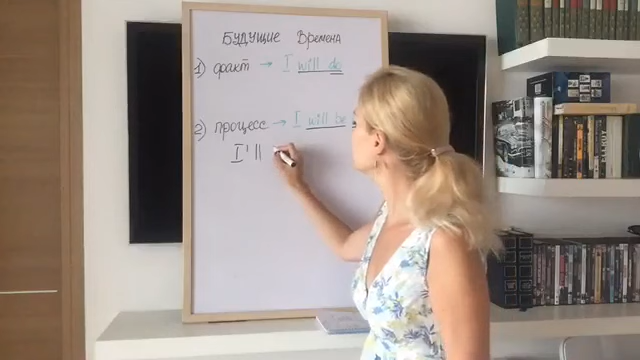 Будущие Времена
1) факт → I will do
2) процесс → I will be
I'll